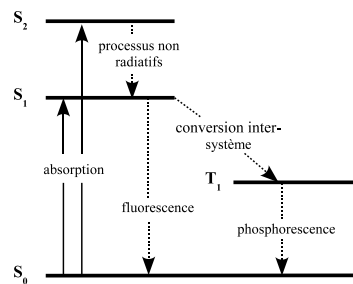 S₂
processus non
radiatifs
S₁
conversion inter-
système
absorption
T₁
fluorescence
phosphorescence
S₀